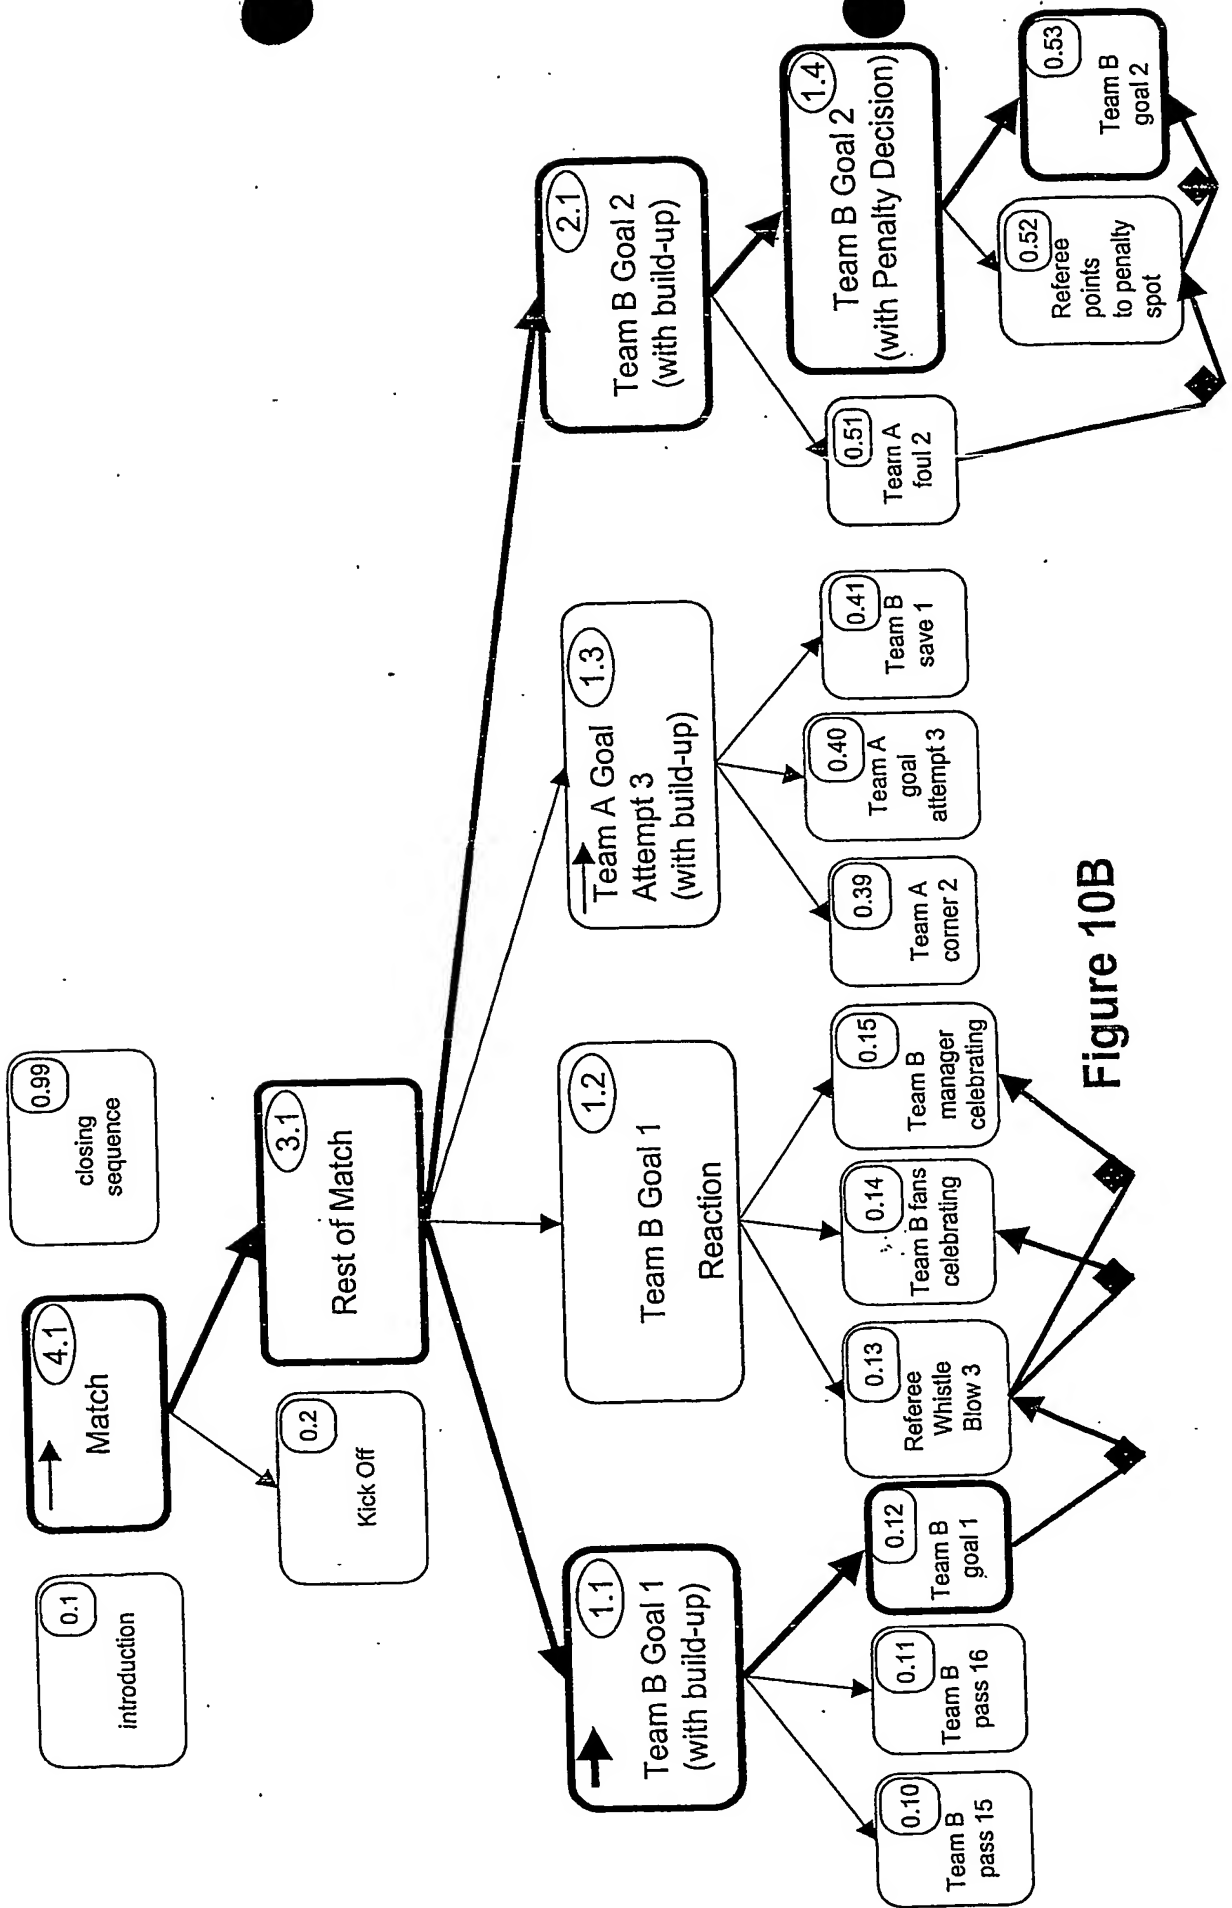 0.1
introduction
4.1
Match
0.99
closing
sequence
0.2
Kick Off
3.1
Rest of Match
1.1
Team B Goal 1
(with build-up)
1.2
Team B Goal 1
Reaction
1.3
Team A Goal
Attempt 3
(with build-up)
2.1
Team B Goal 2
(with build-up)
0.10
Team B
pass 15
0.11
Team B
pass 16
0.12
Team B
goal 1
0.13
Referee
Whistle
Blow 3
0.14
Team B fans
celebrating
0.15
Team B
manager
celebrating
0.39
Team A
corner 2
0.40
Team A
goal
attempt 3
0.41
Team B
save 1
0.51
Team A
foul 2
1.4
Team B Goal 2
(with Penalty Decision)
0.52
Referee
points
to penalty
spot
0.53
Team B
goal 2
Figure 10B